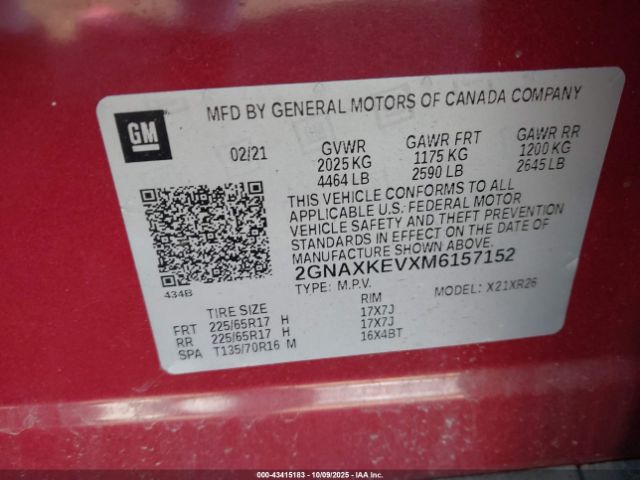 GM
MFD BY GENERAL MOTORS OF CANADA COMPANY
02/21
GVWR GAWR FRT GAWR RR
2025 KG 1175 KG 1200 KG
4464 LB 2590 LB 2645 LB
THIS VEHICLE CONFORMS TO ALL
APPLICABLE U.S. FEDERAL MOTOR
VEHICLE SAFETY AND THEFT PREVENTION
STANDARDS IN EFFECT ON THE DATE OF
MANUFACTURE SHOWN ABOVE.
2GNAXKEVXM6157152
434B
TYPE: M.P.V. MODEL: X21XR26
TIRE SIZE RIM
FRT 225/65R17 H 17X7J
RR 225/65R17 H 17X7J
SPA T135/70R16 M 16X4BT
000-43415183 - 10/09/2025 - IAAI.CA